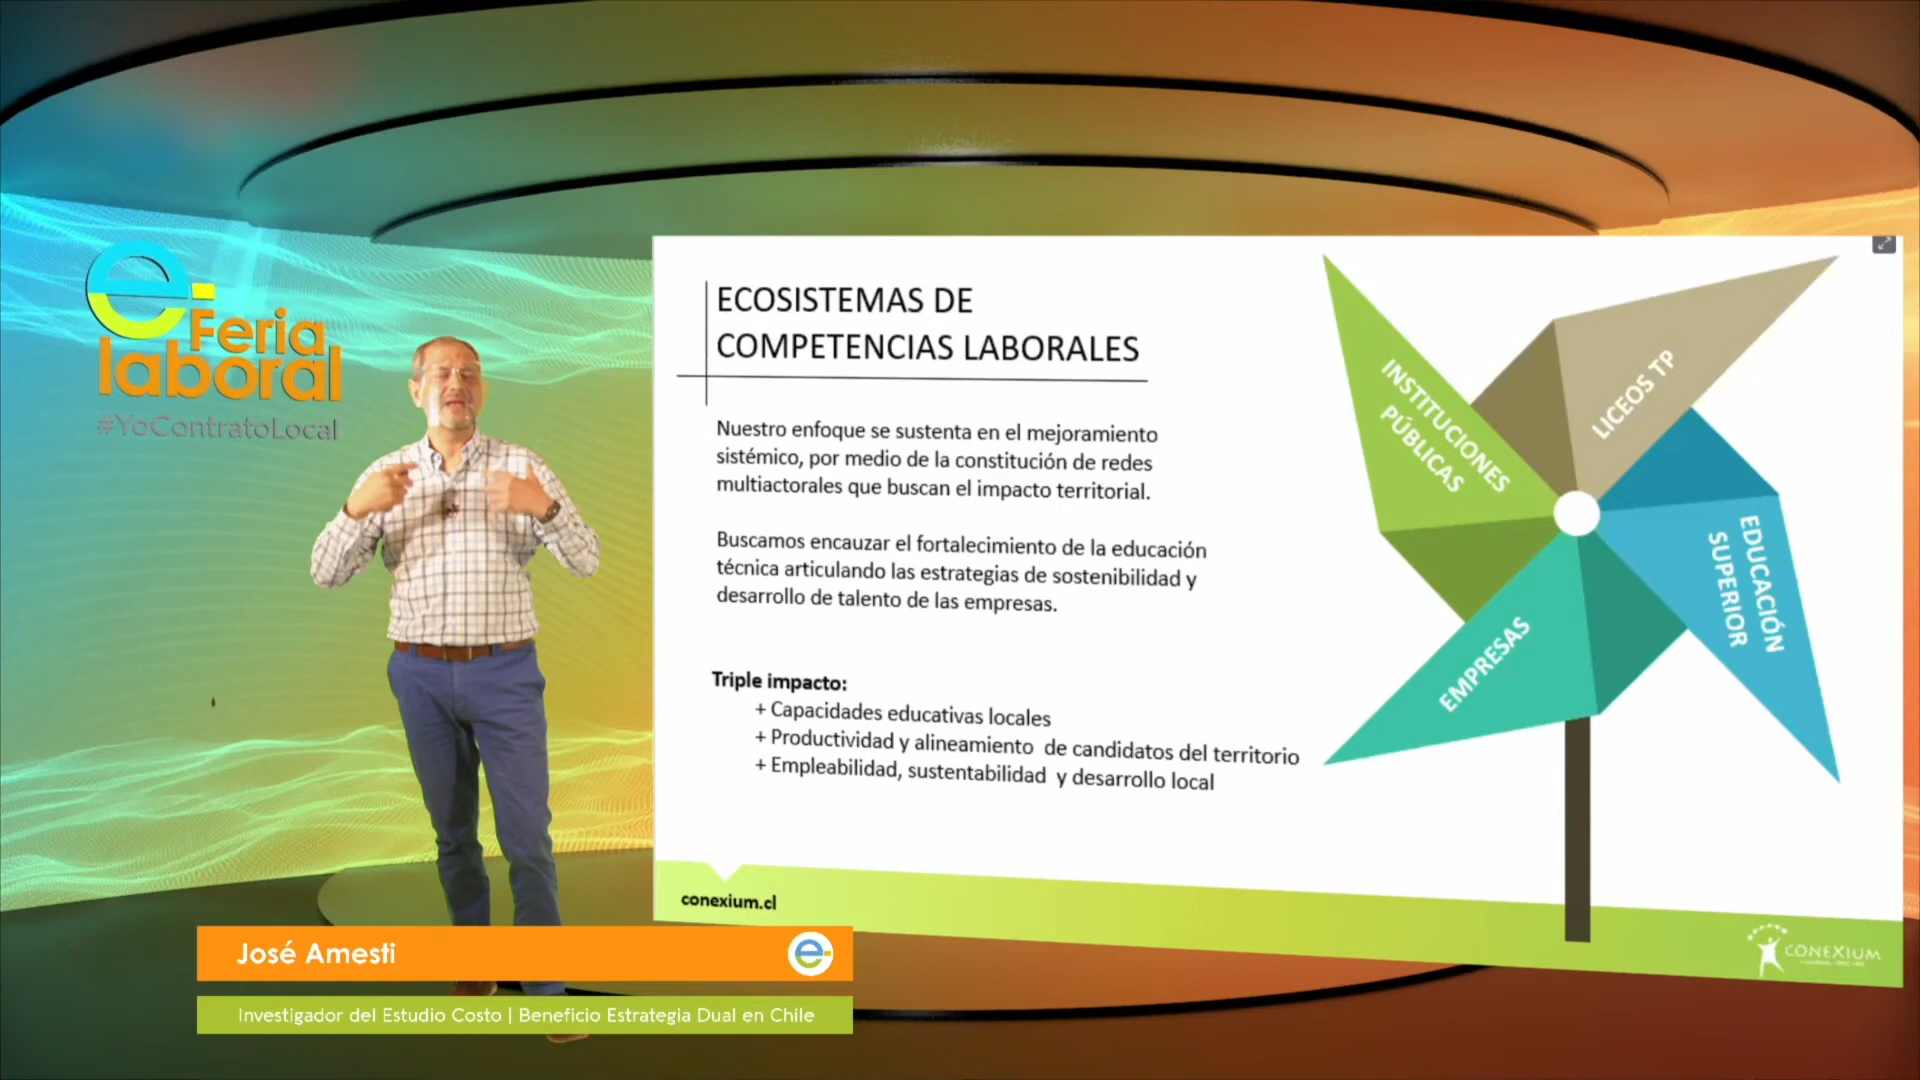 e-
Feria
laboral
#YoContratoLocal
ECOSISTEMAS DE
COMPETENCIAS LABORALES
Nuestro enfoque se sustenta en el mejoramiento
sistémico, por medio de la constitución de redes
multiactorales que buscan el impacto territorial.
Buscamos encauzar el fortalecimiento de la educación
técnica articulando las estrategias de sostenibilidad y
desarrollo de talento de las empresas.
Triple impacto:
+ Capacidades educativas locales
+ Productividad y alineamiento de candidatos del territorio
+ Empleabilidad, sustentabilidad y desarrollo local
INSTITUCIONES
PÚBLICAS
LICEOS TP
EDUCACIÓN
SUPERIOR
EMPRESAS
conexium.cl
CONEXIUM
José Amesti
e-
Investigador del Estudio Costo | Beneficio Estrategia Dual en Chile